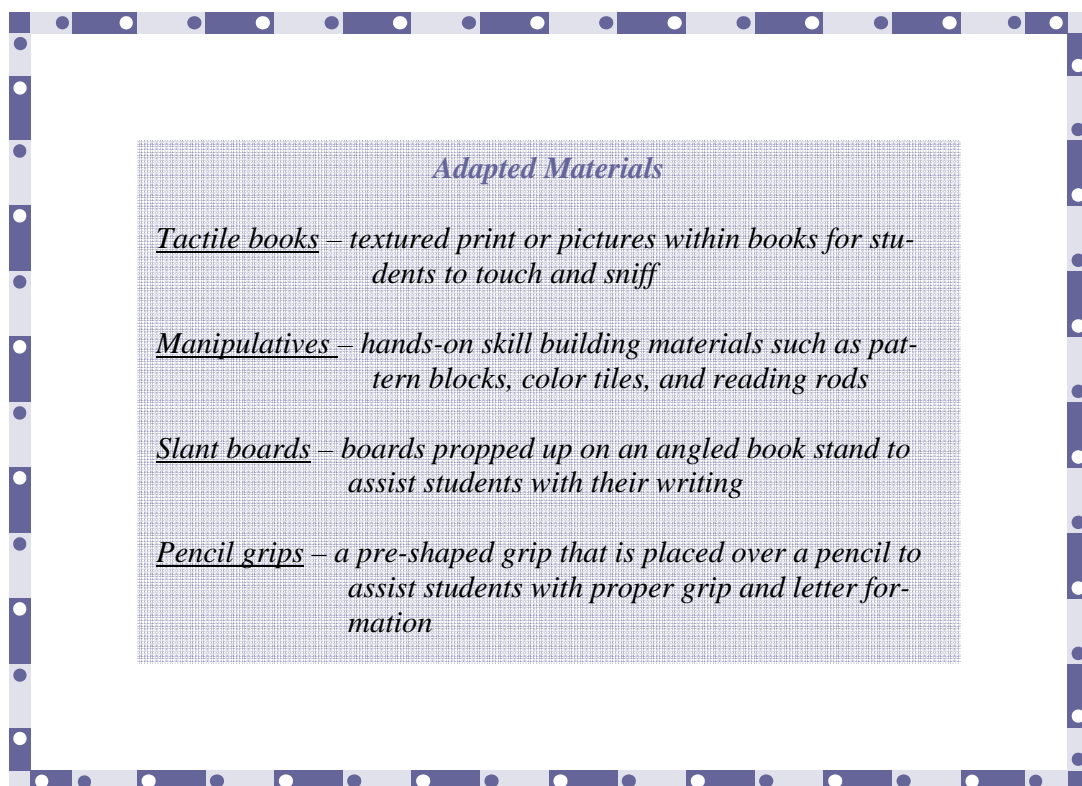 Adapted Materials
Tactile books – textured print or pictures within books for stu-
dents to touch and sniff
Manipulatives – hands-on skill building materials such as pat-
tern blocks, color tiles, and reading rods
Slant boards – boards propped up on an angled book stand to
assist students with their writing
Pencil grips – a pre-shaped grip that is placed over a pencil to
assist students with proper grip and letter for-
mation